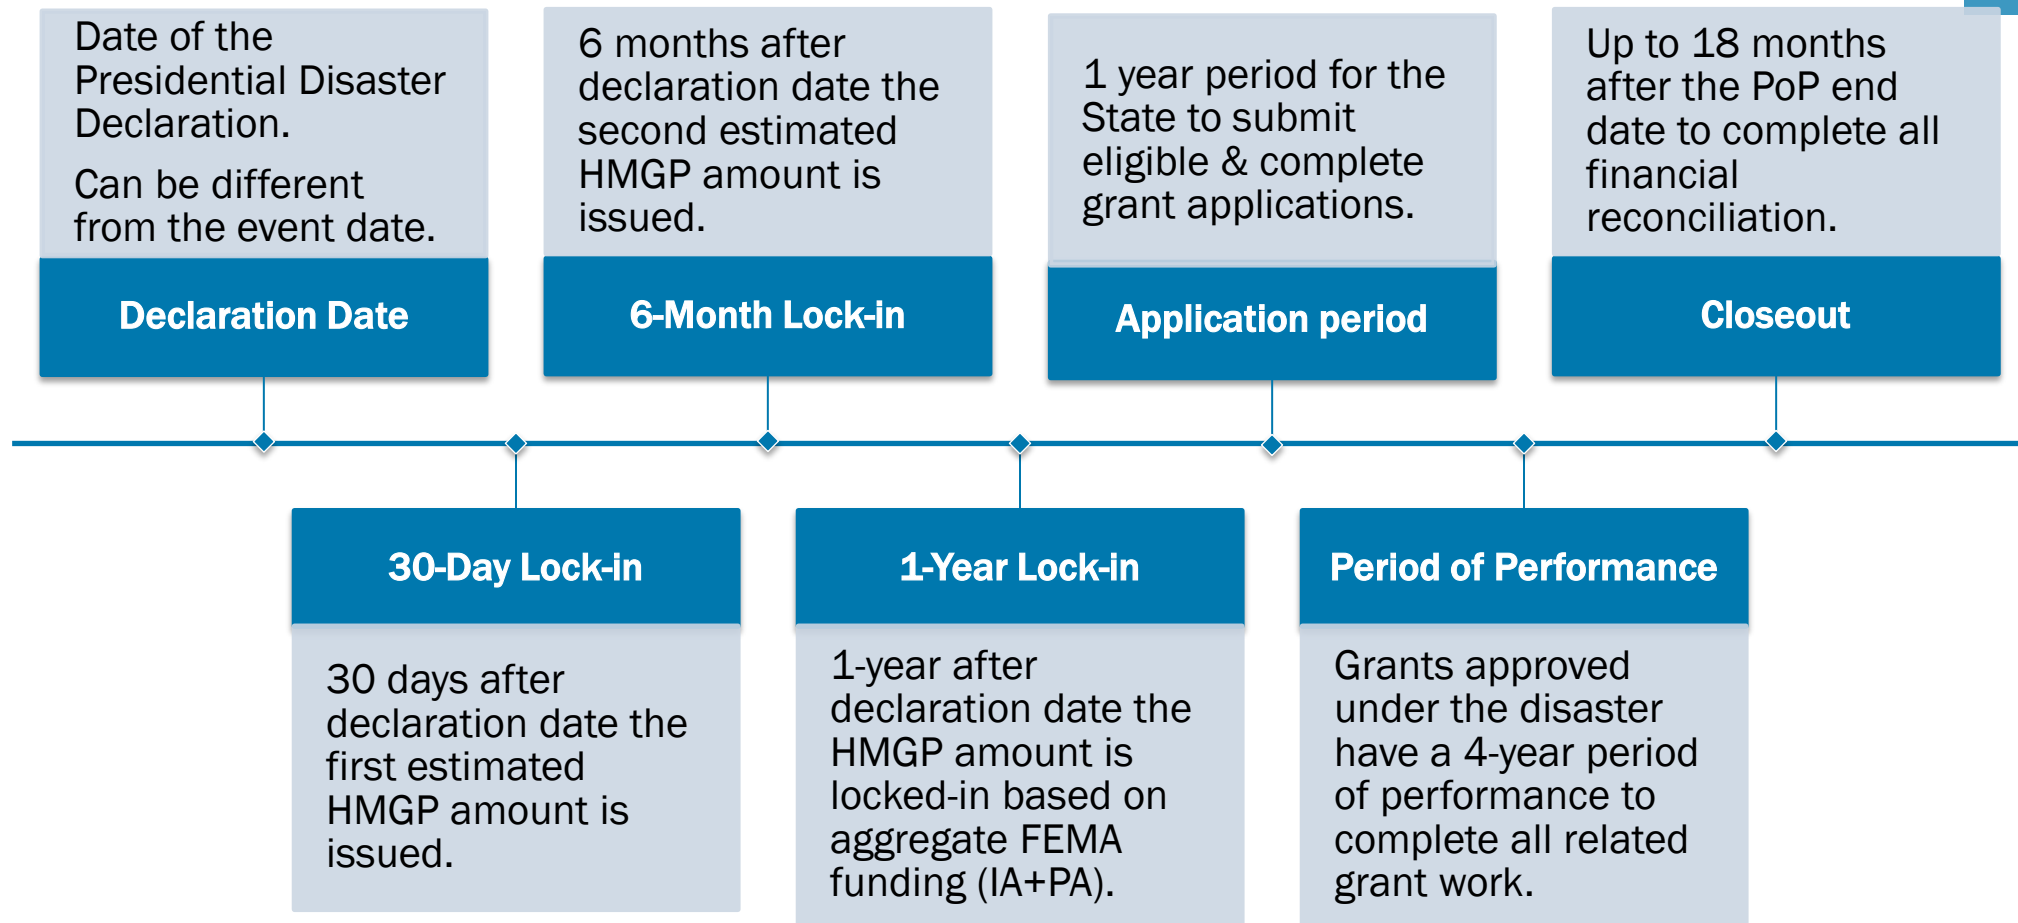 Date of the
Presidential Disaster
Declaration.
Can be different
from the event date.
Declaration Date
6 months after
declaration date the
second estimated
HMGP amount is
issued.
6-Month Lock-in
1 year period for the
State to submit
eligible & complete
grant applications.
Application period
Up to 18 months
after the PoP end
date to complete all
financial
reconciliation.
Closeout
30-Day Lock-in
30 days after
declaration date the
first estimated
HMGP amount is
issued.
1-Year Lock-in
1-year after
declaration date the
HMGP amount is
locked-in based on
aggregate FEMA
funding (IA+PA).
Period of Performance
Grants approved
under the disaster
have a 4-year period
of performance to
complete all related
grant work.